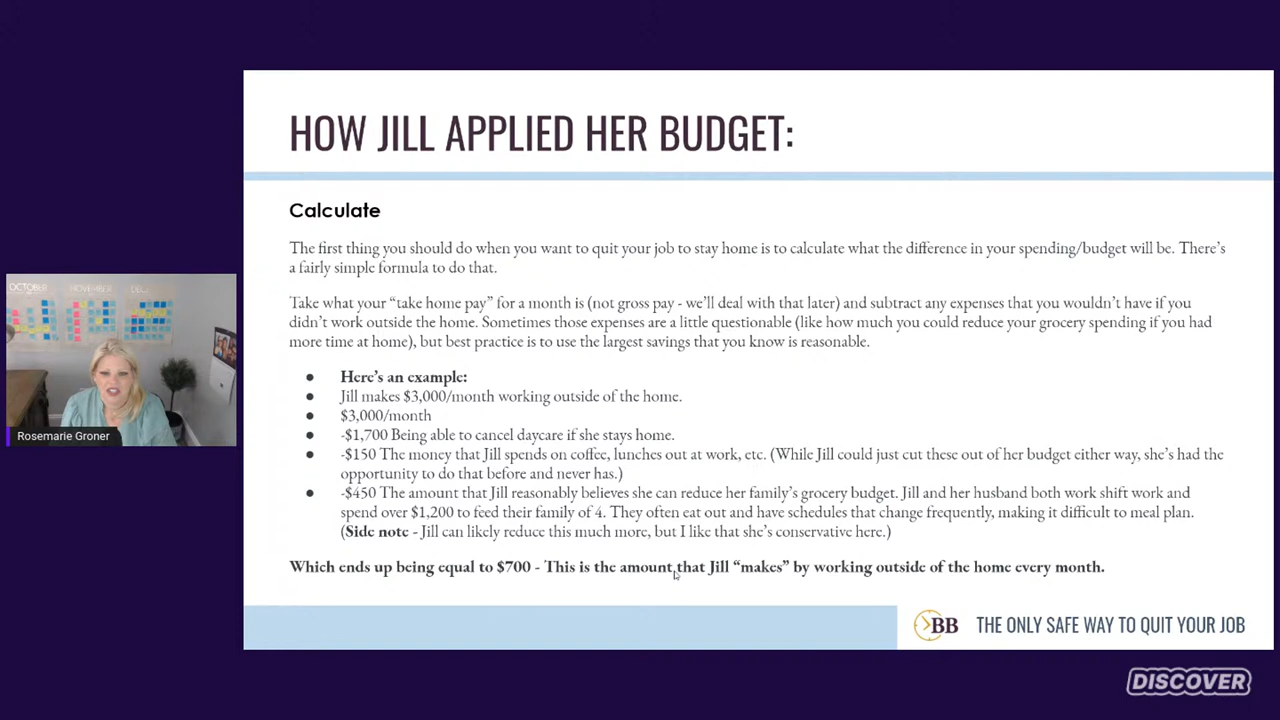 HOW JILL APPLIED HER BUDGET:
Calculate
The first thing you should do when you want to quit your job to stay home is to calculate what the difference in your spending/budget will be. There's
a fairly simple formula to do that.
Take what your “take home pay” for a month is (not gross pay - we'll deal with that later) and subtract any expenses that you wouldn't have if you
didn't work outside the home. Sometimes those expenses are a little questionable (like how much you could reduce your grocery spending if you had
more time at home), but best practice is to use the largest savings that you know is reasonable.
● Here's an example:
● Jill makes $3,000/month working outside of the home.
● $3,000/month
● -$1,700 Being able to cancel daycare if she stays home.
● -$150 The money that Jill spends on coffee, lunches out at work, etc. (While Jill could just cut these out of her budget either way, she's had the
opportunity to do that before and never has.)
● -$450 The amount that Jill reasonably believes she can reduce her family's grocery budget. Jill and her husband both work shift work and
spend over $1,200 to feed their family of 4. They often eat out and have schedules that change frequently, making it difficult to meal plan.
(Side note - Jill can likely reduce this much more, but I like that she's conservative here.)
Which ends up being equal to $700 - This is the amount that Jill “makes” by working outside of the home every month.
BB THE ONLY SAFE WAY TO QUIT YOUR JOB
OCTOBER NOVEMBER DEC
Rosemarie Groner
DISCOVER